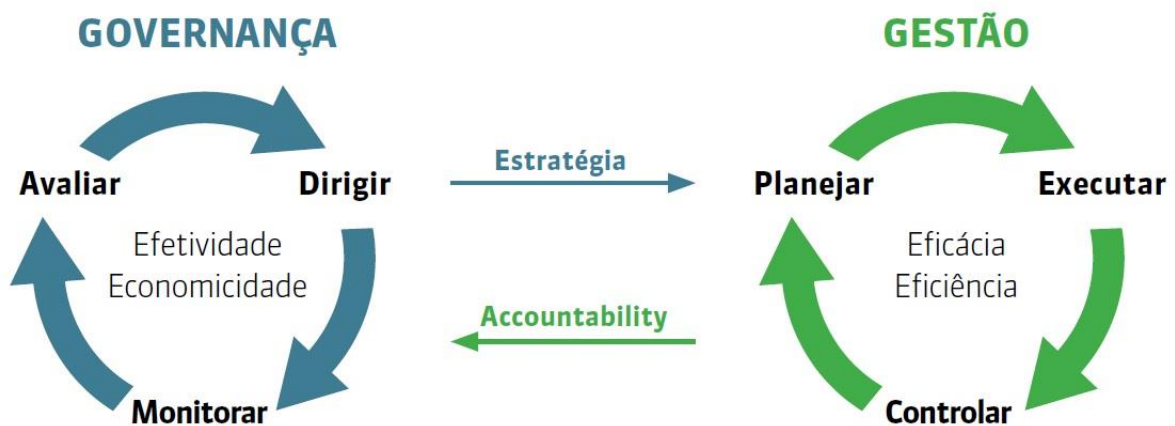 GOVERNANÇA
GESTÃO
Estratégia
Avaliar
Dirigir
Planejar
Executar
Efetividade
Economicidade
Eficácia
Eficiência
Accountability
Monitorar
Controlar